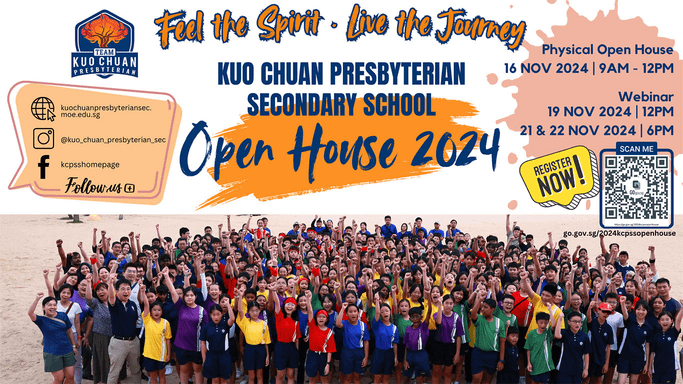 Feel the Spirit · Live the Journey
TEAM
KUO CHUAN
PRESBYTERIAN
KUO CHUAN PRESBYTERIAN
SECONDARY SCHOOL
Open House 2024
kuochuanpresbyteriansec.
moe.edu.sg
@kuo_chuan_presbyterian_sec
kcpsshomepage
Follow us
Physical Open House
16 NOV 2024 | 9AM - 12PM
Webinar
19 NOV 2024 | 12PM
21 & 22 NOV 2024 | 6PM
REGISTER
NOW!
SCAN ME
go.gov.sg/2024kcpssopenhouse